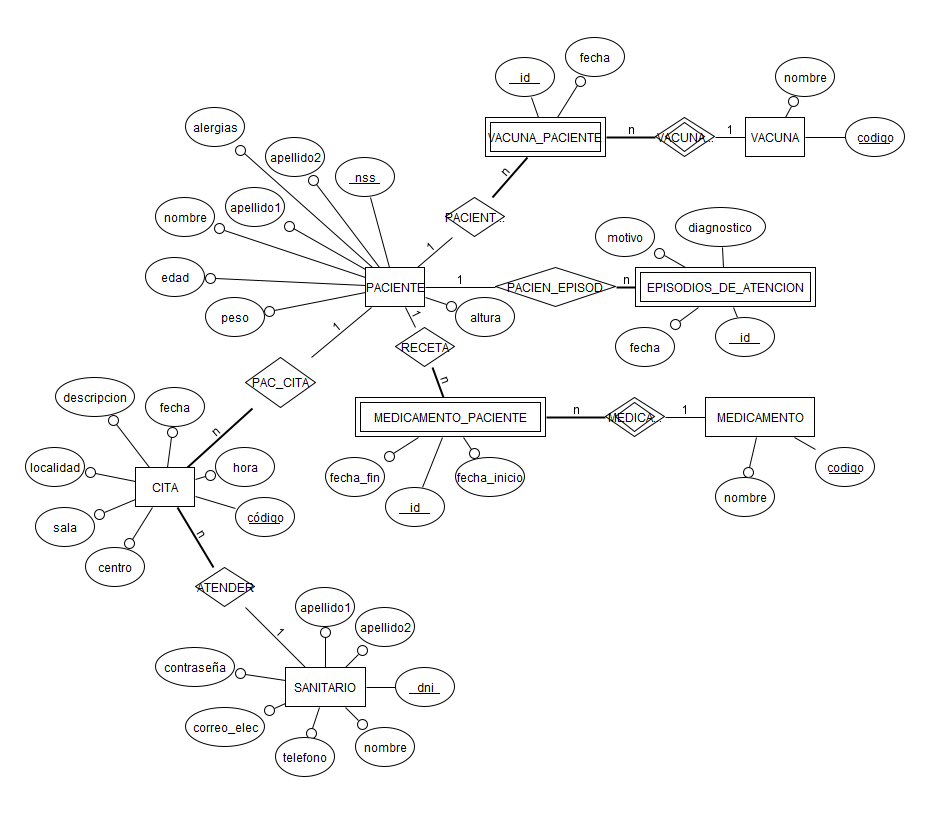 fecha
id
nombre
VACUNA_PACIENTE
n
VACUNA...
1
VACUNA
codigo
alergias
apellido2
nss
n
nombre
apellido1
PACIENT...
1
motivo
diagnostico
edad
PACIENTE
1
PACIEN_EPISOD...
n
EPISODIOS_DE_ATENCION
peso
altura
fecha
id
1
1
RECETA
PAC_CITA
n
descripcion
fecha
n
MEDICAMENTO_PACIENTE
n
MEDICA...
1
MEDICAMENTO
localidad
hora
fecha_fin
fecha_inicio
codigo
CITA
nombre
sala
código
id
n
centro
ATENDER
apellido1
1
apellido2
contraseña
SANITARIO
dni
correo_elec
telefono
nombre